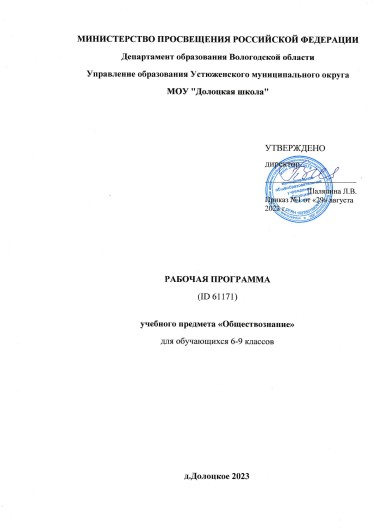 МИНИСТЕРСТВО ПРОСВЕЩЕНИЯ РОССИЙСКОЙ ФЕДЕРАЦИИ
Департамент образования Вологодской области
Управление образования Устюженского муниципального округа
МОУ "Долоцкая школа"
УТВЕРЖДЕНО
директор
Шаляпина Л.В.
Приказ №1 от «29» августа
2023
РАБОЧАЯ ПРОГРАММА
(ID 61171)
учебного предмета «Обществознание»
для обучающихся 6-9 классов
д.Долоцкое 2023